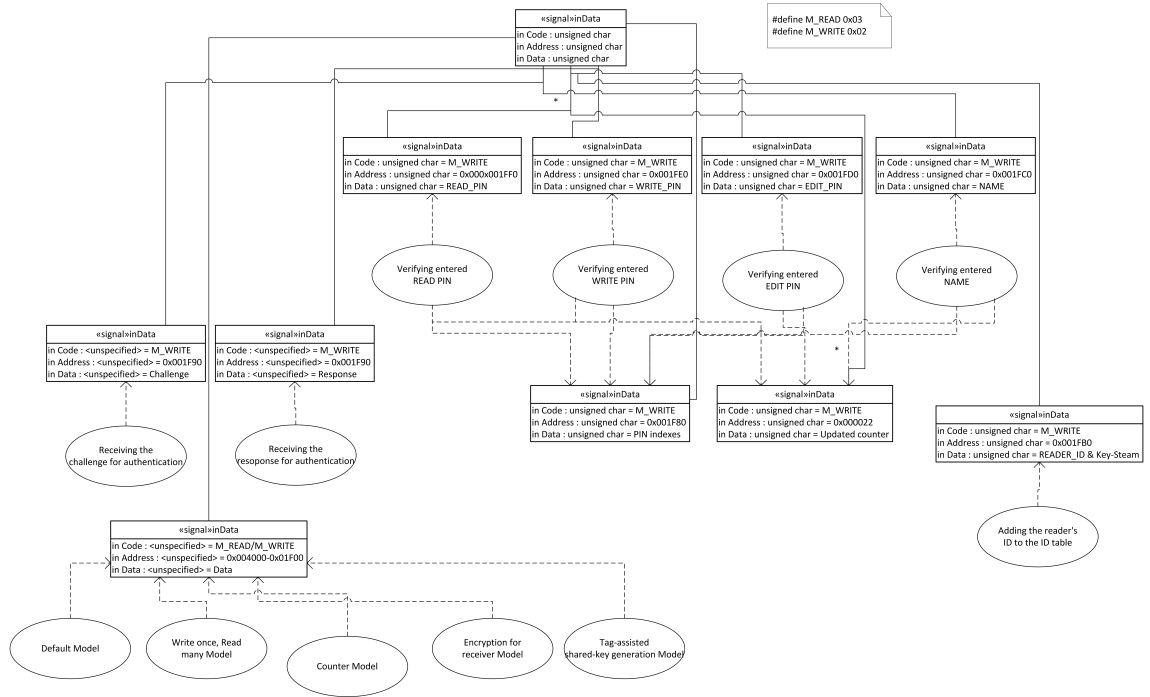 «signal»inData
in Code : unsigned char
in Address : unsigned char
in Data : unsigned char
#define M_READ 0x03
#define M_WRITE 0x02
*
«signal»inData
in Code : unsigned char = M_WRITE
in Address : unsigned char = 0x000x001FF0
in Data : unsigned char = READ_PIN
«signal»inData
in Code : unsigned char = M_WRITE
in Address : unsigned char = 0x001FE0
in Data : unsigned char = WRITE_PIN
«signal»inData
in Code : unsigned char = M_WRITE
in Address : unsigned char = 0x001FD0
in Data : unsigned char = EDIT_PIN
«signal»inData
in Code : unsigned char = M_WRITE
in Address : unsigned char = 0x001FC0
in Data : unsigned char = NAME
Verifying entered
READ PIN
Verifying entered
WRITE PIN
Verifying entered
EDIT PIN
Verifying entered
NAME
«signal»inData
in Code : <unspecified> = M_WRITE
in Address : <unspecified> = 0x001F90
in Data : <unspecified> = Challenge
«signal»inData
in Code : <unspecified> = M_WRITE
in Address : <unspecified> = 0x001F90
in Data : <unspecified> = Response
*
«signal»inData
in Code : unsigned char = M_WRITE
in Address : unsigned char = 0x001F80
in Data : unsigned char = PIN indexes
«signal»inData
in Code : unsigned char = M_WRITE
in Address : unsigned char = 0x000022
in Data : unsigned char = Updated counter
«signal»inData
in Code : unsigned char = M_WRITE
in Address : unsigned char = 0x001FB0
in Data : unsigned char = READER_ID & Key-Steam
Receiving the
challenge for authentication
Receiving the
resoponse for authentication
Adding the reader's
ID to the ID table
«signal»inData
in Code : <unspecified> = M_READ/M_WRITE
in Address : <unspecified> = 0x004000-0x01F00
in Data : <unspecified> = Data
Default Model
Write once, Read
many Model
Counter Model
Encryption for
receiver Model
Tag-assisted
shared-key generation Model